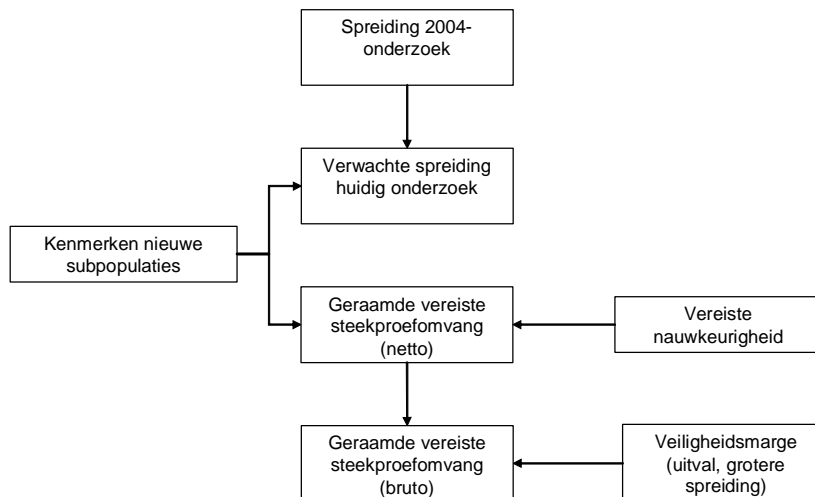 Spreiding 2004-
onderzoek
Verwachte spreiding
huidig onderzoek
Kenmerken nieuwe
subpopulaties
Geraamde vereiste
steekproefomvang
(netto)
Vereiste
nauwkeurigheid
Geraamde vereiste
steekproefomvang
(bruto)
Veiligheidsmarge
(uitval, grotere
spreiding)